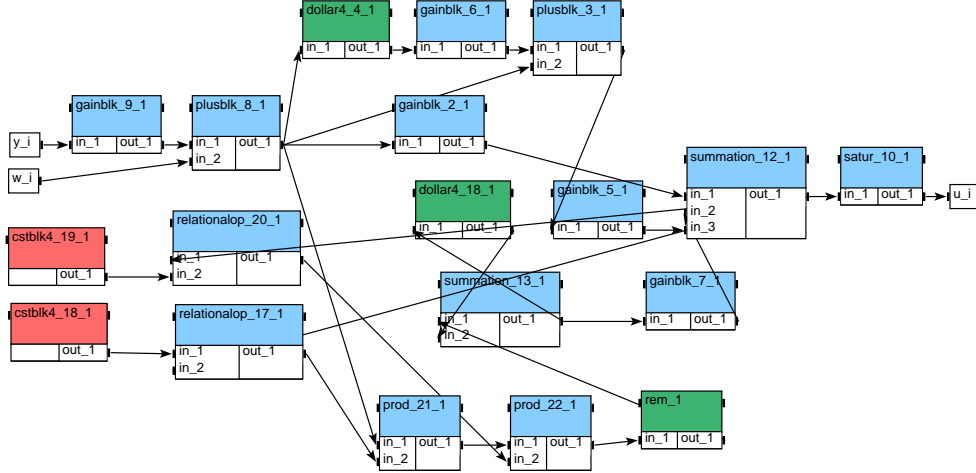 dollar4_4_1
in_1 out_1
gainblk_6_1
in_1 out_1
plusblk_3_1
in_1 out_1
in_2
y_i
w_i
gainblk_9_1
in_1 out_1
plusblk_8_1
in_1 out_1
in_2
gainblk_2_1
in_1 out_1
summation_12_1
in_1 out_1
in_2
in_3
satur_10_1
in_1 out_1
u_i
dollar4_18_1
in_1 out_1
gainblk_5_1
in_1 out_1
cstblk4_19_1
out_1
relationalop_20_1
in_1 out_1
in_2
summation_13_1
in_1 out_1
in_2
gainblk_7_1
in_1 out_1
cstblk4_18_1
out_1
relationalop_17_1
in_1 out_1
in_2
prod_21_1
in_1 out_1
in_2
prod_22_1
in_1 out_1
in_2
rem_1
in_1 out_1